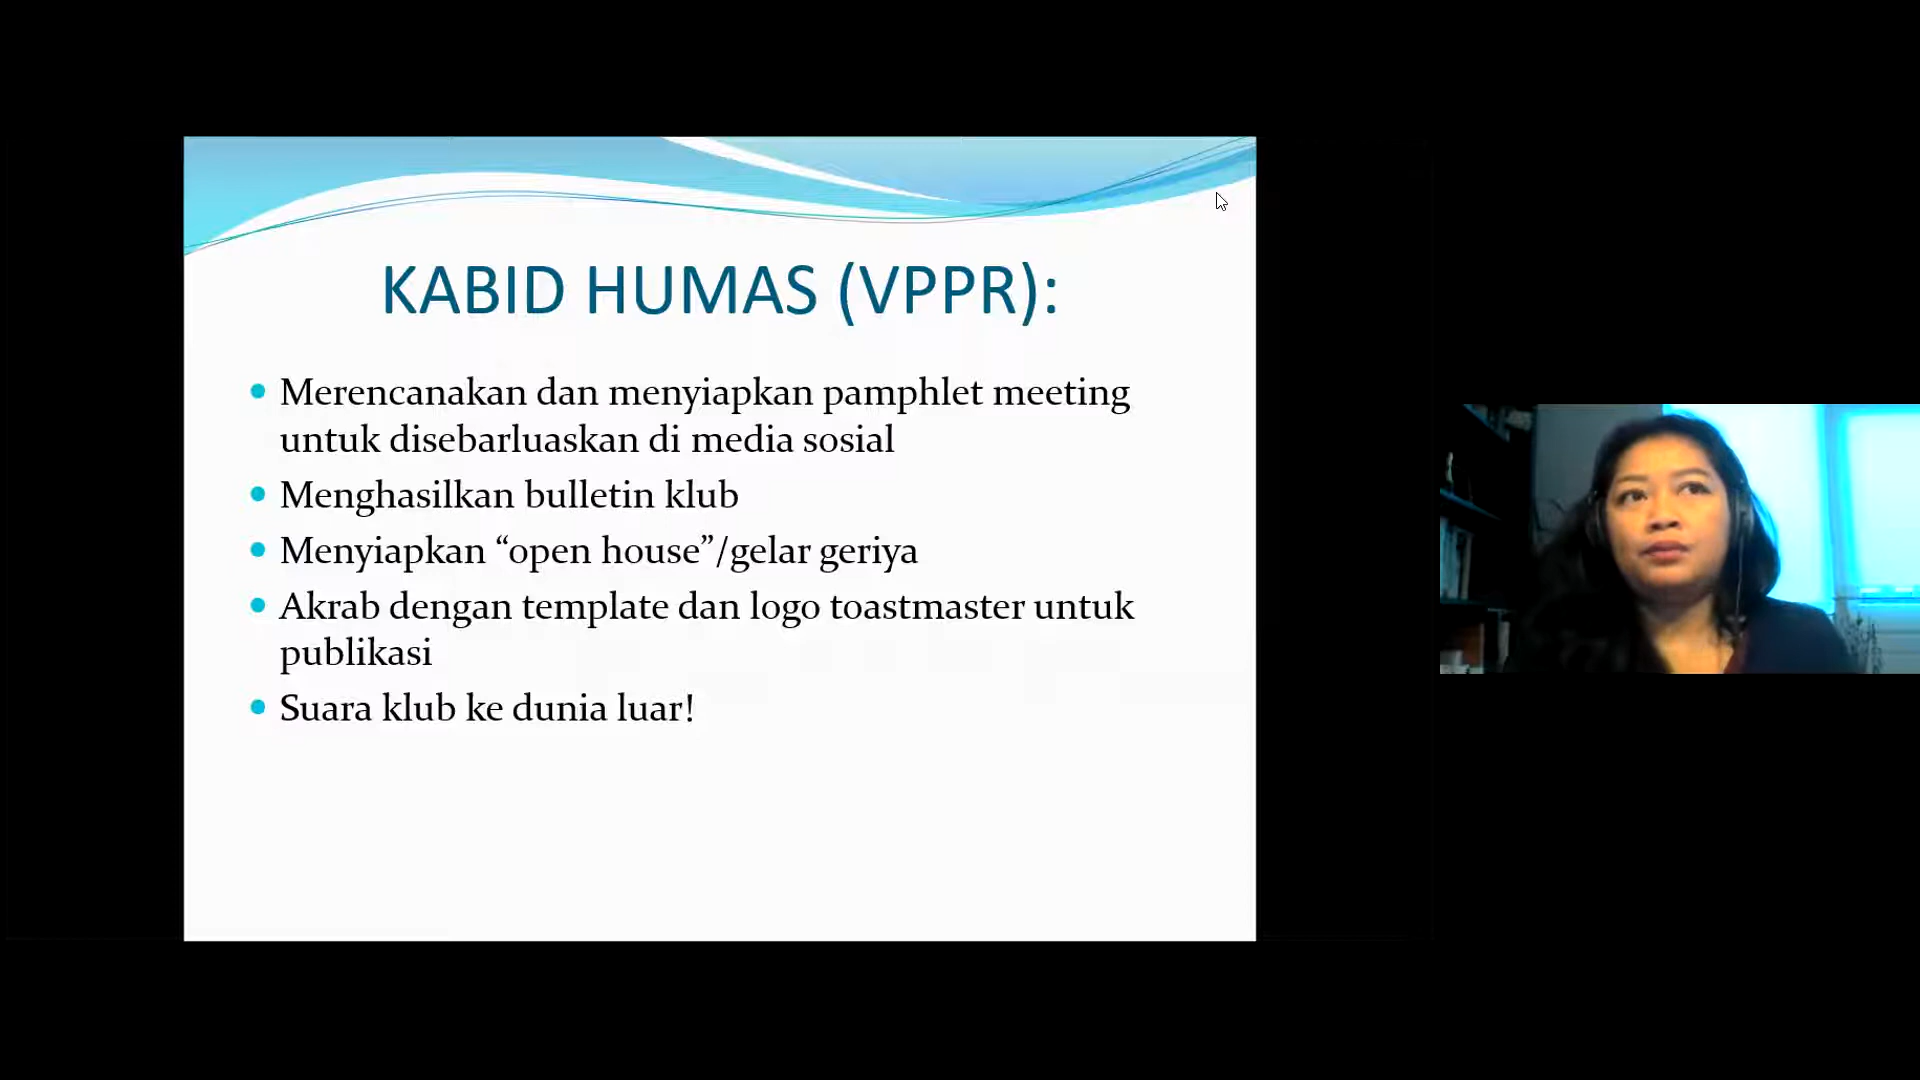 KABID HUMAS (VPPR):
Merencanakan dan menyiapkan pamphlet meeting
untuk disebarluaskan di media sosial
Menghasilkan bulletin klub
Menyiapkan “open house”/gelar geriya
Akrab dengan template dan logo toastmaster untuk
publikasi
Suara klub ke dunia luar!